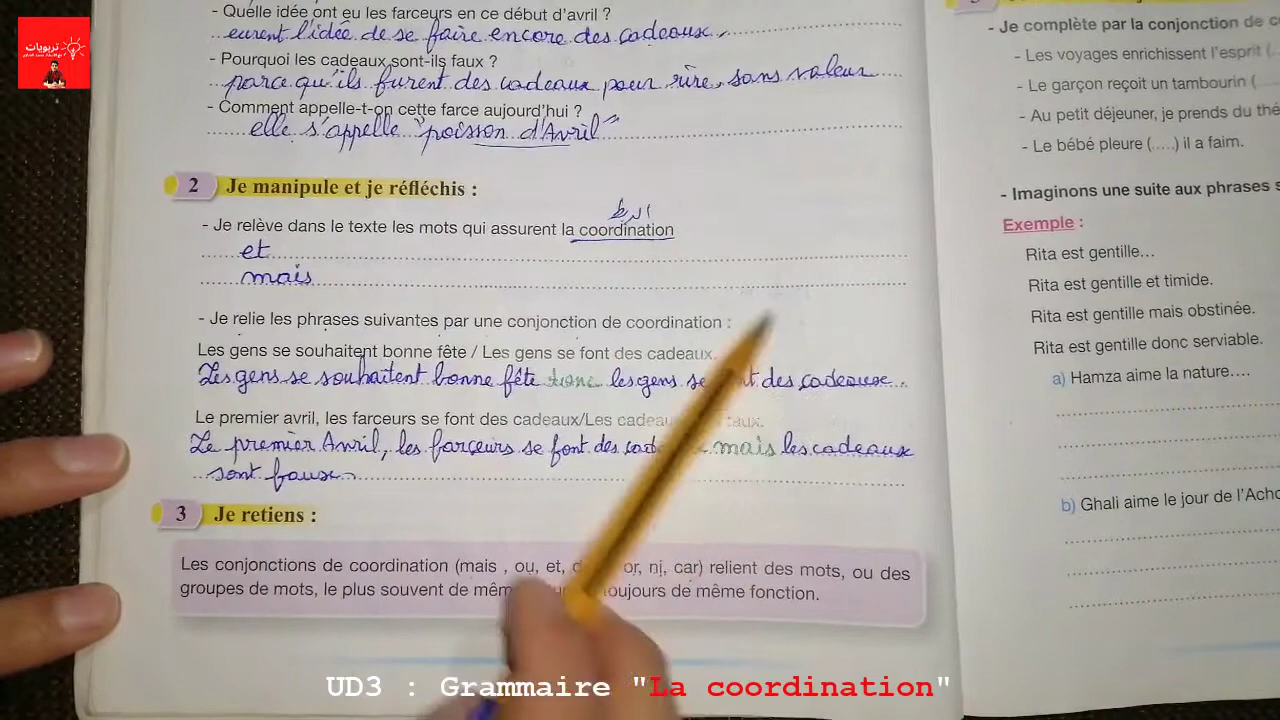 تربويات
- Quelle idée ont eu les farceurs en ce début d'avril ?
eurent l'idée de se faire encore des cadeaux.
- Pourquoi les cadeaux sont-ils faux ?
parce qu'ils furent des cadeaux pour rire, sans valeur
- Comment appelle-t-on cette farce aujourd'hui ?
elle s'appelle "poisson d'Avril"
2 Je manipule et je réfléchis :
الربط
- Je relève dans le texte les mots qui assurent la coordination
et
mais
- Je relie les phrases suivantes par une conjonction de coordination :
Les gens se souhaitent bonne fête / Les gens se font des cadeaux.
Les gens se souhaitent bonne fête donc les gens se des cadeaux.
Le premier avril, les farceurs se font des cadeaux/Les
Le premier Avril, les farceurs se font des mais les cadeaux
sont faux
3 Je retiens :
Les conjonctions de coordination (mais , ou, et, or, ni, car) relient des mots, ou des
groupes de mots, le plus souvent de toujours de même fonction.
- Je complète par la conjonction de
- Les voyages enrichissent l'esprit (
- Le garçon reçoit un tambourin (
- Au petit déjeuner, je prends du thé
- Le bébé pleure (.....) il a faim.
- Imaginons une suite aux phrases
Exemple :
Rita est gentille...
Rita est gentille et timide.
Rita est gentille mais obstinée.
Rita est gentille donc serviable.
a) Hamza aime la nature....
b) Ghali aime le jour de
UD3 : Grammaire "La coordination"